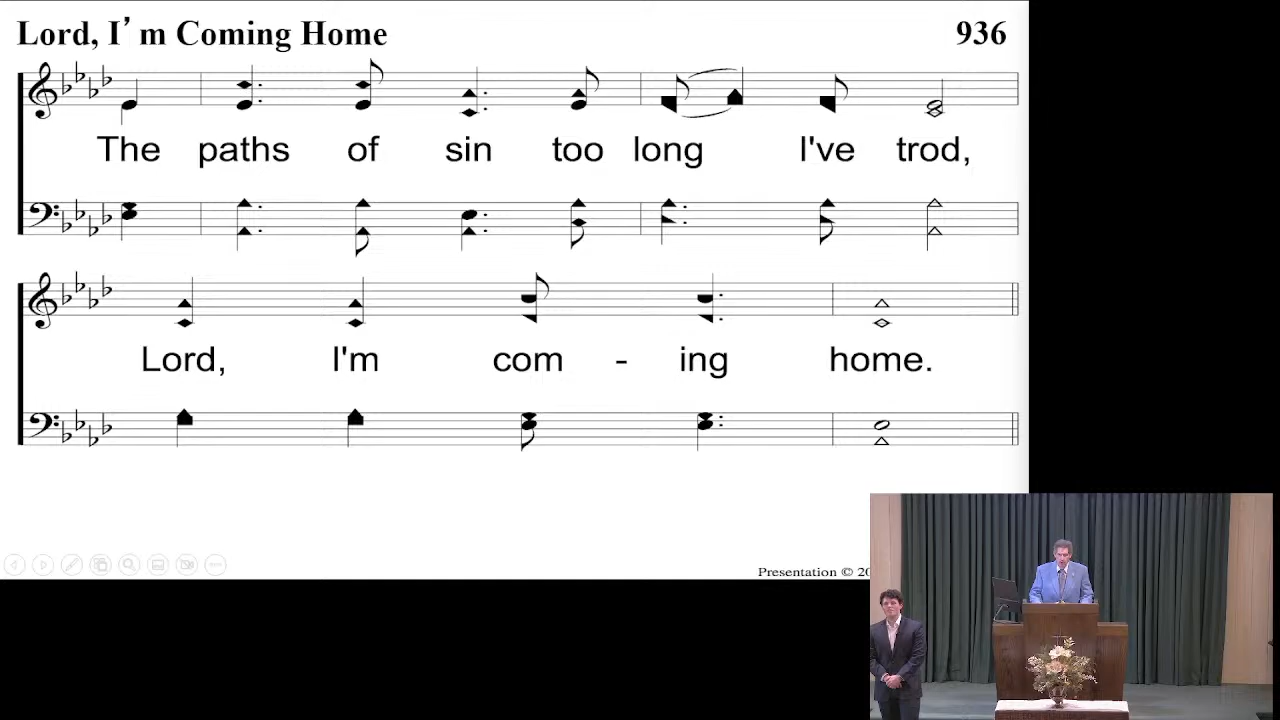 Lord, I’m Coming Home 936
The paths of sin too long I've trod,
Lord, I'm com - ing home.
Presentation © 20